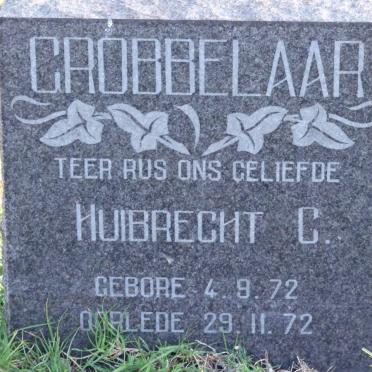 GROBBELAAR
TEER RUS ONS GELIEFDE
HUIBRECHT C.
GEBORE 4.9.72
OORLEDE 29.11.72